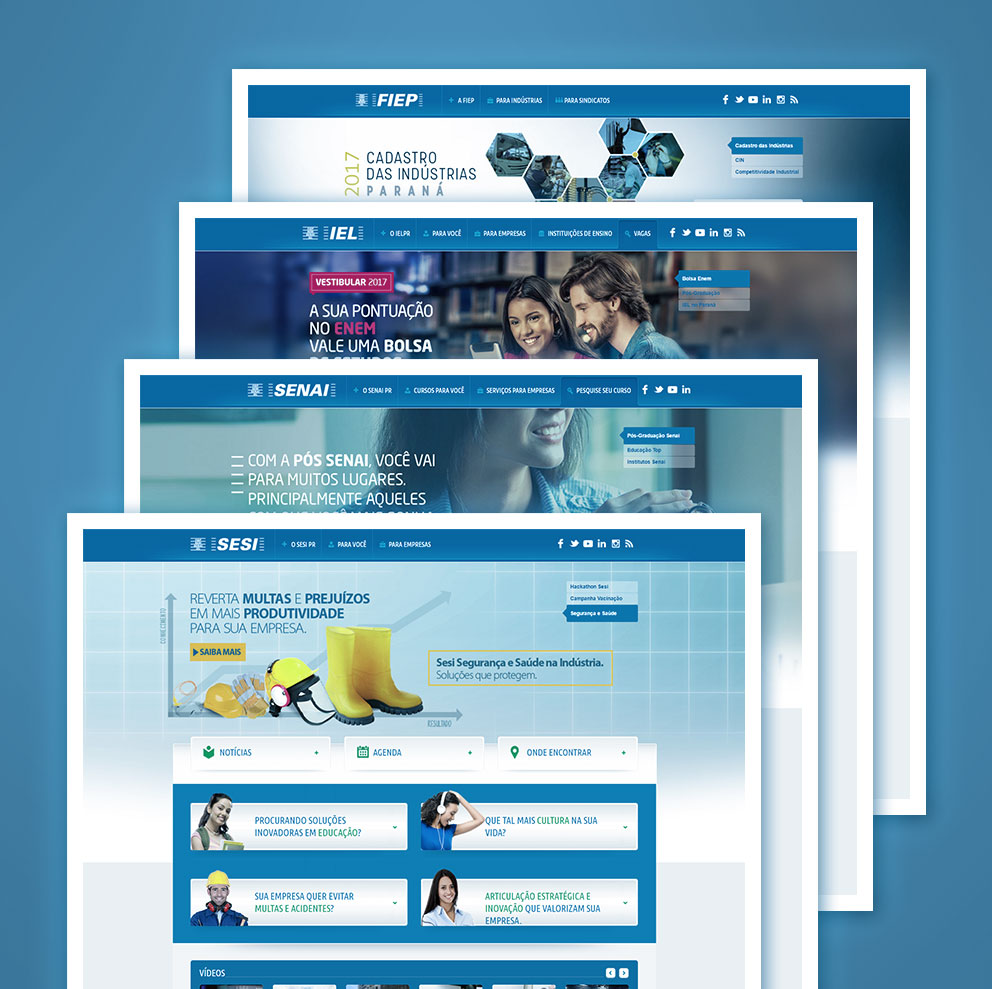 FIEP
A FIEP
PARA INDÚSTRIAS
PARA SINDICATOS
2017
CADASTRO
DAS INDÚSTRIAS
PARANÁ
Cadastro das Indústrias
CIN
Competitividade Industrial
IEL
O IELPR
PARA VOCÊ
PARA EMPRESAS
INSTITUIÇÕES DE ENSINO
VAGAS
VESTIBULAR 2017
A SUA PONTUAÇÃO
NO ENEM
VALE UMA BOLSA
DE ESTUDOS
Bolsa Enem
Pós-Graduação
IEL no Paraná
SENAI
O SENAI PR
CURSOS PARA VOCÊ
SERVIÇOS PARA EMPRESAS
PESQUISE SEU CURSO
COM A PÓS SENAI, VOCÊ VAI
PARA MUITOS LUGARES.
PRINCIPALMENTE AQUELES
Pós-Graduação Senai
Educação Top
Institutos Senai
SESI
O SESI PR
PARA VOCÊ
PARA EMPRESAS
REVERTA MULTAS E PREJUÍZOS
EM MAIS PRODUTIVIDADE
PARA SUA EMPRESA.
SAIBA MAIS
CONHECIMENTO
RESULTADO
Hackathon Sesi
Campanha Vacinação
Segurança e Saúde
Sesi Segurança e Saúde na Indústria.
Soluções que protegem.
NOTÍCIAS
AGENDA
ONDE ENCONTRAR
PROCURANDO SOLUÇÕES
INOVADORAS EM EDUCAÇÃO?
QUE TAL MAIS CULTURA NA SUA
VIDA?
SUA EMPRESA QUER EVITAR
MULTAS E ACIDENTES?
ARTICULAÇÃO ESTRATÉGICA E
INOVAÇÃO QUE VALORIZAM SUA
EMPRESA.
VÍDEOS